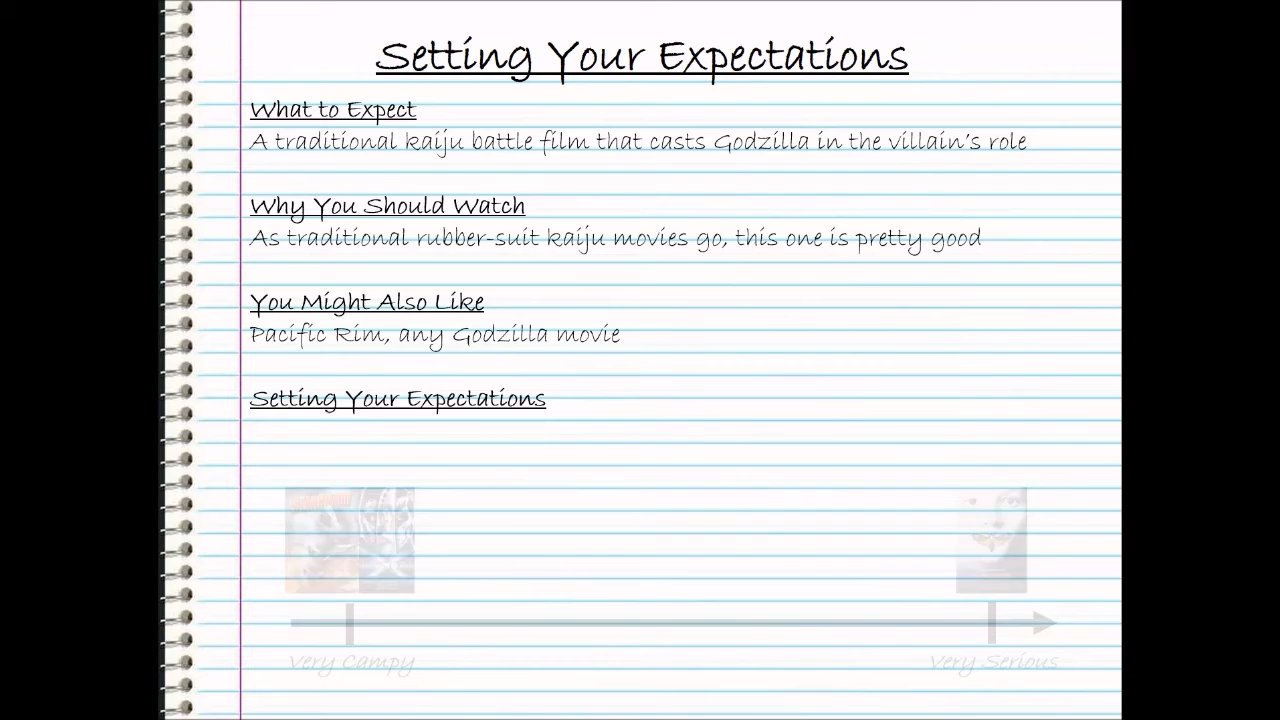 Setting Your Expectations
What to Expect
A traditional kaiju battle film that casts Godzilla in the villain's role
Why You Should Watch
As traditional rubber-suit kaiju movies go, this one is pretty good
You Might Also Like
Pacific Rim, any Godzilla movie
Setting Your Expectations
Very Campy
Very Serious